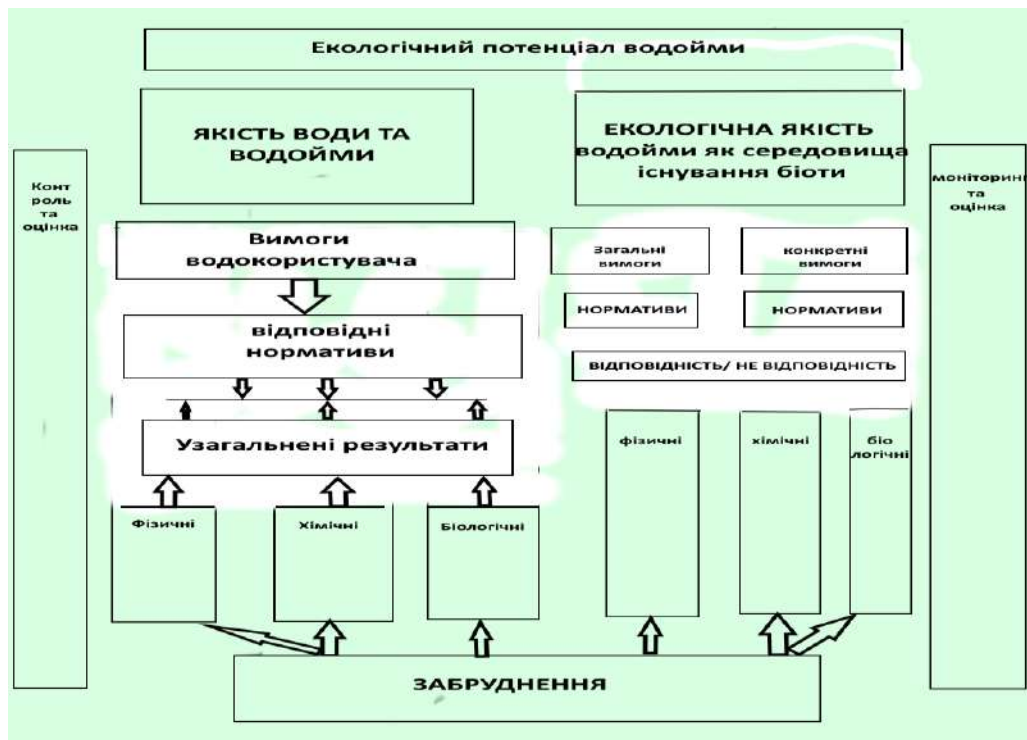 Екологічний потенціал водойми
ЯКІСТЬ ВОДИ ТА
ВОДОЙМИ
ЕКОЛОГІЧНА ЯКІСТЬ
водойми як середовища
існування біоти
Конт
роль
та
оцінка
моніторинг
та
оцінка
Вимоги
водокористувача
Загальні
вимоги
конкретні
вимоги
відповідні
нормативи
НОРМАТИВИ
НОРМАТИВИ
ВІДПОВІДНІСТЬ/ НЕ ВІДПОВІДНІСТЬ
Узагальнені результати
фізичні
хімічні
біо
логічні
Фізичні
Хімічні
Біологічні
ЗАБРУДНЕННЯ